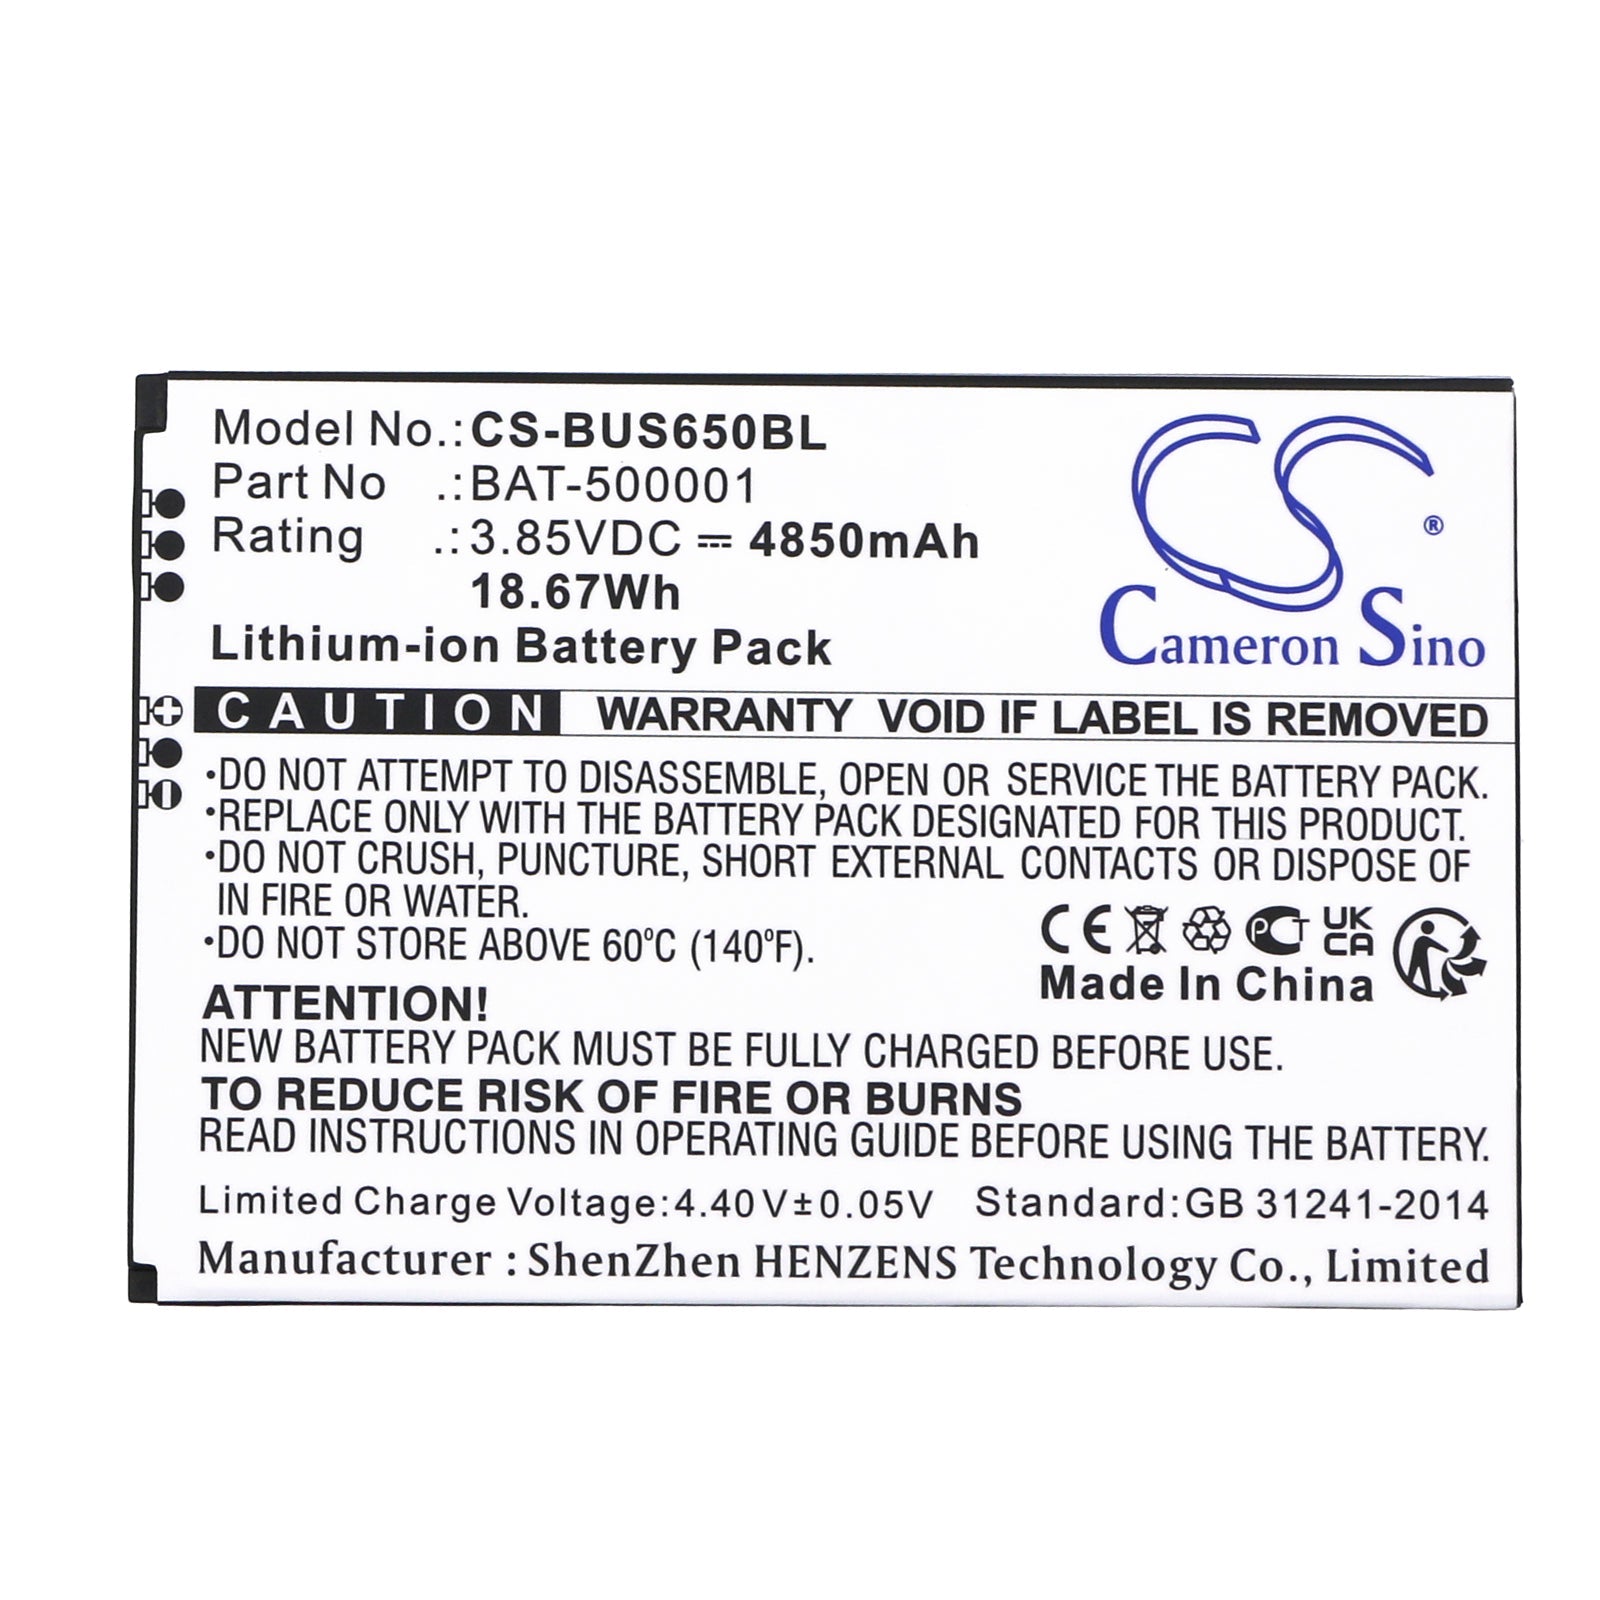 Model No.:CS-BUS650BL
Part No .:BAT-500001
Rating .:3.85VDC ⎓ 4850mAh
18.67Wh
Lithium-ion Battery Pack
CS
®
Cameron Sino
CAUTION WARRANTY VOID IF LABEL IS REMOVED
•DO NOT ATTEMPT TO DISASSEMBLE, OPEN OR SERVICE THE BATTERY PACK.
•REPLACE ONLY WITH THE BATTERY PACK DESIGNATED FOR THIS PRODUCT.
•DO NOT CRUSH, PUNCTURE, SHORT EXTERNAL CONTACTS OR DISPOSE OF
IN FIRE OR WATER.
•DO NOT STORE ABOVE 60ºC (140ºF).
CE PCT UK
CA
Made In China
ATTENTION!
NEW BATTERY PACK MUST BE FULLY CHARGED BEFORE USE.
TO REDUCE RISK OF FIRE OR BURNS
READ INSTRUCTIONS IN OPERATING GUIDE BEFORE USING THE BATTERY.
Limited Charge Voltage:4.40V±0.05V Standard:GB 31241-2014
Manufacturer : ShenZhen HENZENS Technology Co., Limited